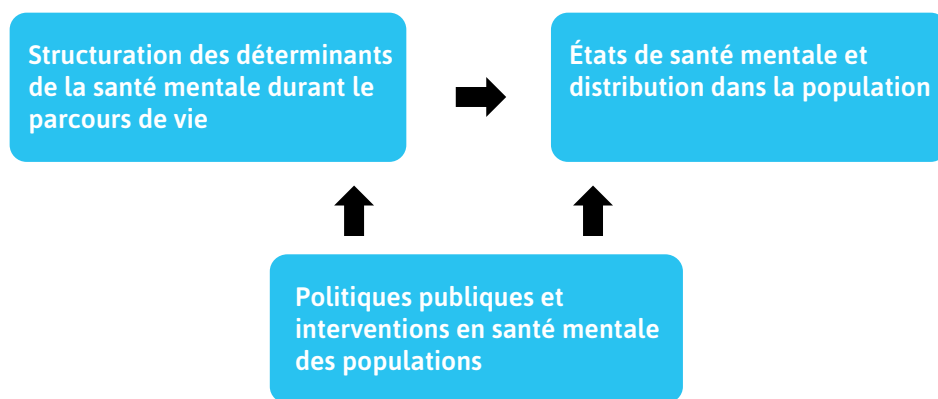 Structuration des déterminants
de la santé mentale durant le
parcours de vie
États de santé mentale et
distribution dans la population
Politiques publiques et
interventions en santé mentale
des populations